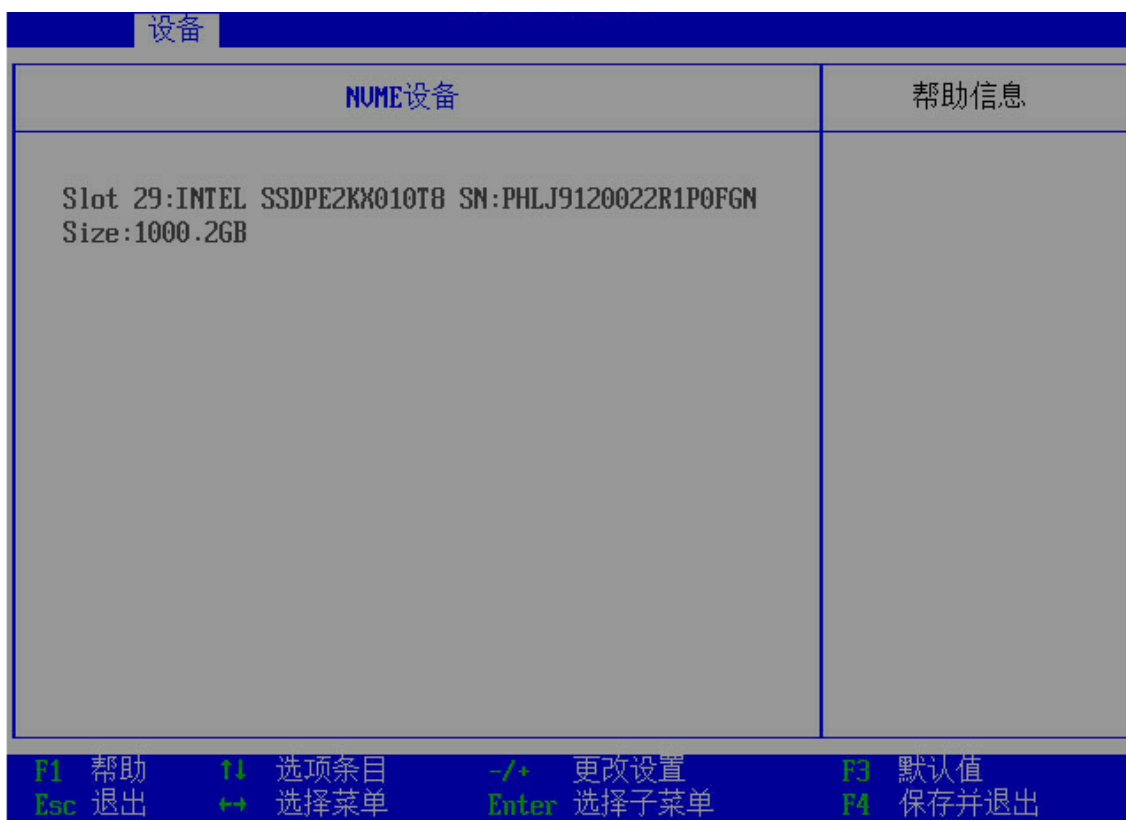 设备
NVME设备
帮助信息
Slot 29:INTEL SSDPE2KX010T8 SN:PHLJ9120022R1P0FGN
Size:1000.2GB
F1 帮助 ↑↓ 选项条目 -/+ 更改设置 F3 默认值
Esc 退出 ←→ 选择菜单 Enter 选择子菜单 F4 保存并退出